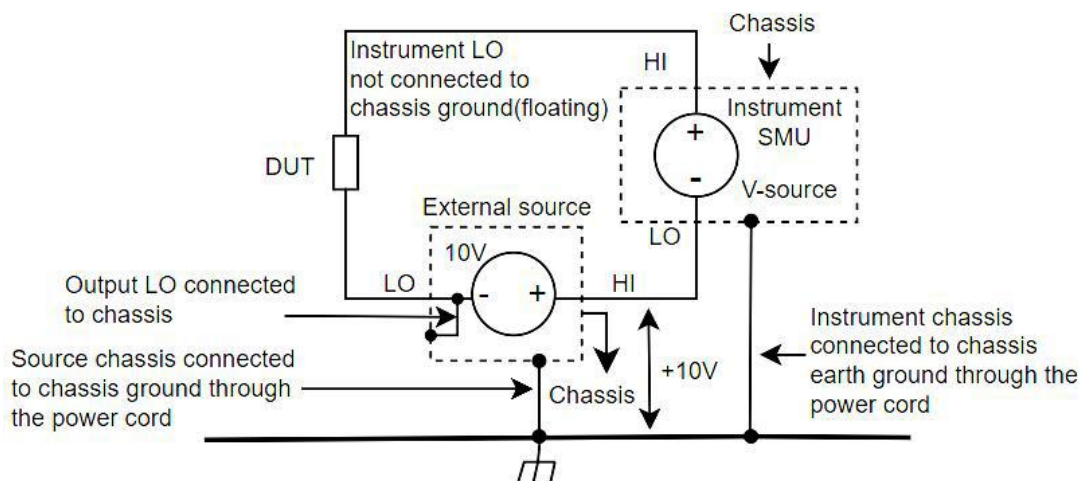 Chassis
Instrument LO
not connected to
chassis ground(floating)
HI
Instrument
SMU
+
-
V-source
DUT
External source
10V
LO
LO
-
+
HI
Output LO connected
to chassis
Source chassis connected
to chassis ground through
the power cord
Chassis
+10V
Instrument chassis
connected to chassis
earth ground through the
power cord